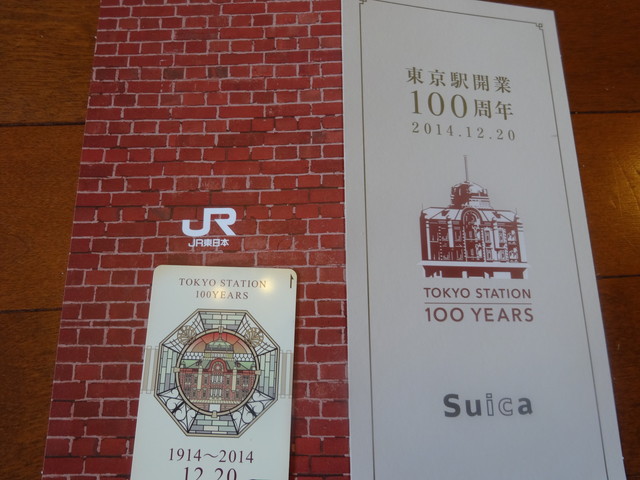 JR
JR東日本
TOKYO STATION
100YEARS
1914～2014
12.20
東京駅開業
100周年
2014.12.20
TOKYO STATION
100 YEARS
Suica